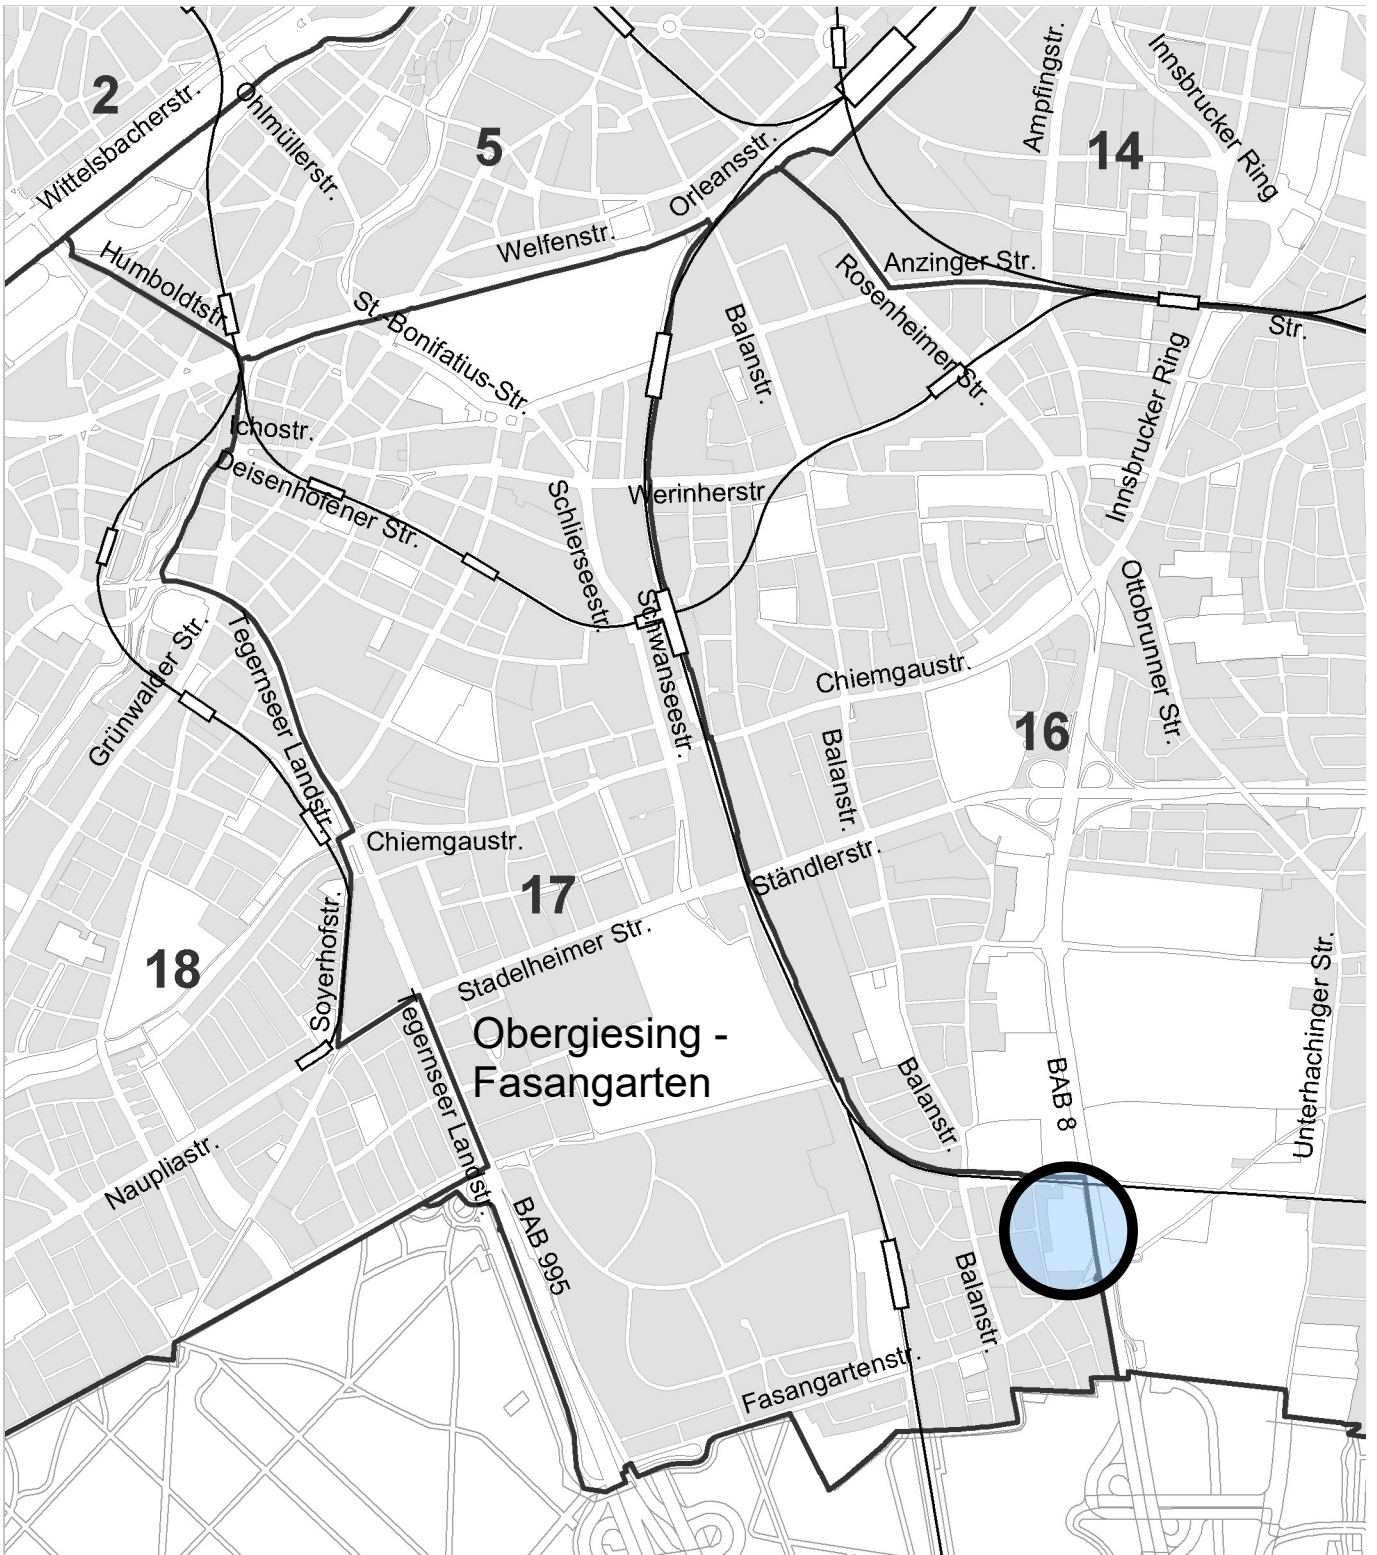 2
Wittelsbacherstr.
Ohlmüllerstr.
5
Orleansstr.
Ampfingstr.
14
Innsbrucker Ring
Welfenstr.
Humboldtstr.
St.-Bonifatius-Str.
Balanstr.
Anzinger Str.
Rosenheimer Str.
Str.
Innsbrucker Ring
Ichostr.
Deisenhofener Str.
Schlierseestr.
Werinherstr.
Schwanseestr.
Ottobrunner Str.
Grünwalder Str.
Tegernseer Landstr.
Chiemgaustr.
16
Balanstr.
Chiemgaustr.
17
Ständlerstr.
18
Soyerhofstr.
Stadelheimer Str.
Unterhachinger Str.
Obergiesing -
Fasangarten
Tegernseer Landstr.
Balanstr.
BAB 8
Naupliastr.
BAB 995
Balanstr.
Fasangartenstr.